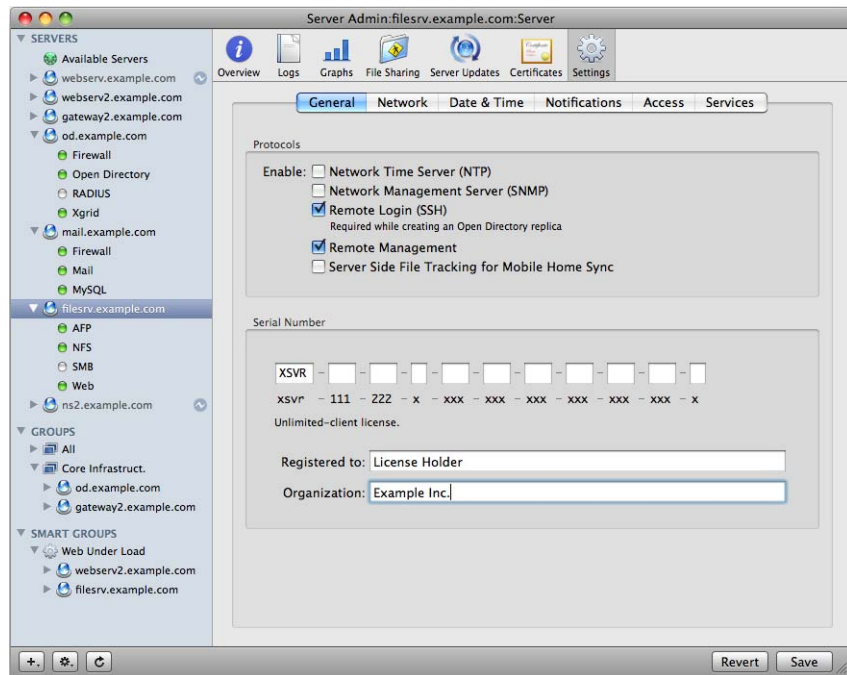 Server Admin:filesrv.example.com:Server
SERVERS
Available Servers
webserv.example.com
webserv2.example.com
gateway2.example.com
od.example.com
Firewall
Open Directory
RADIUS
Xgrid
mail.example.com
Firewall
Mail
MySQL
filesrv.example.com
AFP
NFS
SMB
Web
ns2.example.com
GROUPS
All
Core Infrastruct.
od.example.com
gateway2.example.com
SMART GROUPS
Web Under Load
webserv2.example.com
filesrv.example.com
Overview Logs Graphs File Sharing Server Updates Certificates Settings
General Network Date & Time Notifications Access Services
Protocols
Enable: Network Time Server (NTP)
Network Management Server (SNMP)
Remote Login (SSH)
Required while creating an Open Directory replica
Remote Management
Server Side File Tracking for Mobile Home Sync
Serial Number
XSVR - - - - - - - - - -
xsvr - 111 - 222 - x - xxx - xxx - xxx - xxx - xxx - xxx - x
Unlimited-client license.
Registered to: License Holder
Organization: Example Inc.
Revert Save